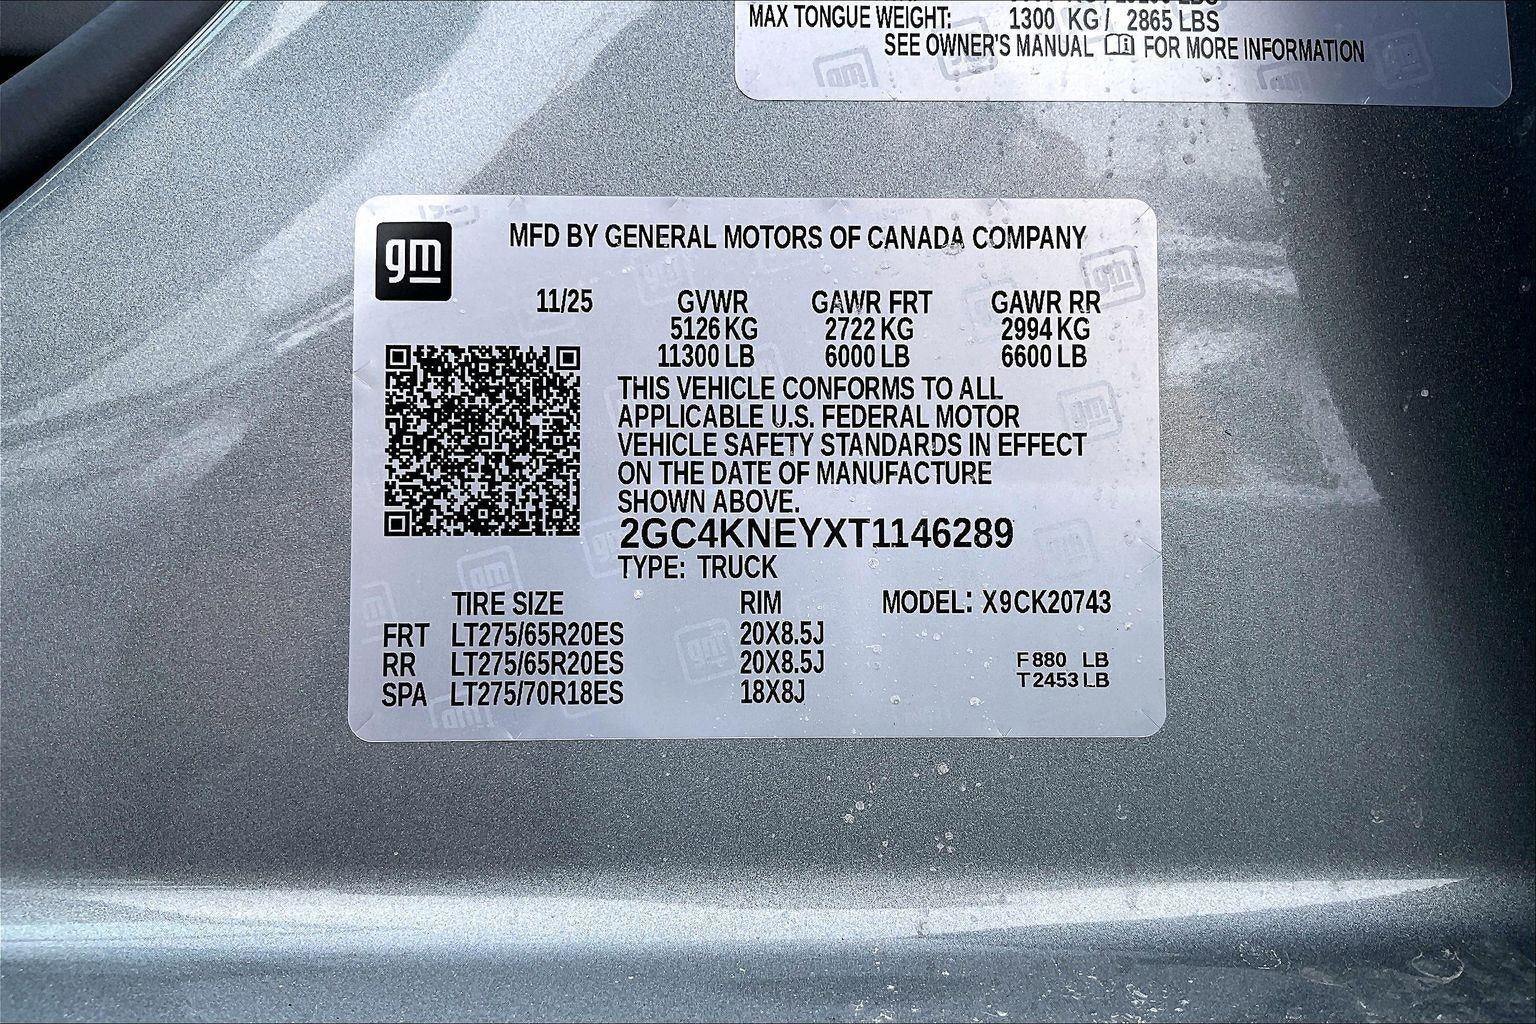 MAX TONGUE WEIGHT: 1300 KG / 2865 LBS
SEE OWNER'S MANUAL FOR MORE INFORMATION
gm
MFD BY GENERAL MOTORS OF CANADA COMPANY
11/25 GVWR GAWR FRT GAWR RR
5126 KG 2722 KG 2994 KG
11300 LB 6000 LB 6600 LB
THIS VEHICLE CONFORMS TO ALL
APPLICABLE U.S. FEDERAL MOTOR
VEHICLE SAFETY STANDARDS IN EFFECT
ON THE DATE OF MANUFACTURE
SHOWN ABOVE.
2GC4KNEYXT1146289
TYPE: TRUCK
TIRE SIZE RIM MODEL: X9CK20743
FRT LT275/65R20ES 20X8.5J
RR LT275/65R20ES 20X8.5J F880 LB
SPA LT275/70R18ES 18X8J T2453 LB